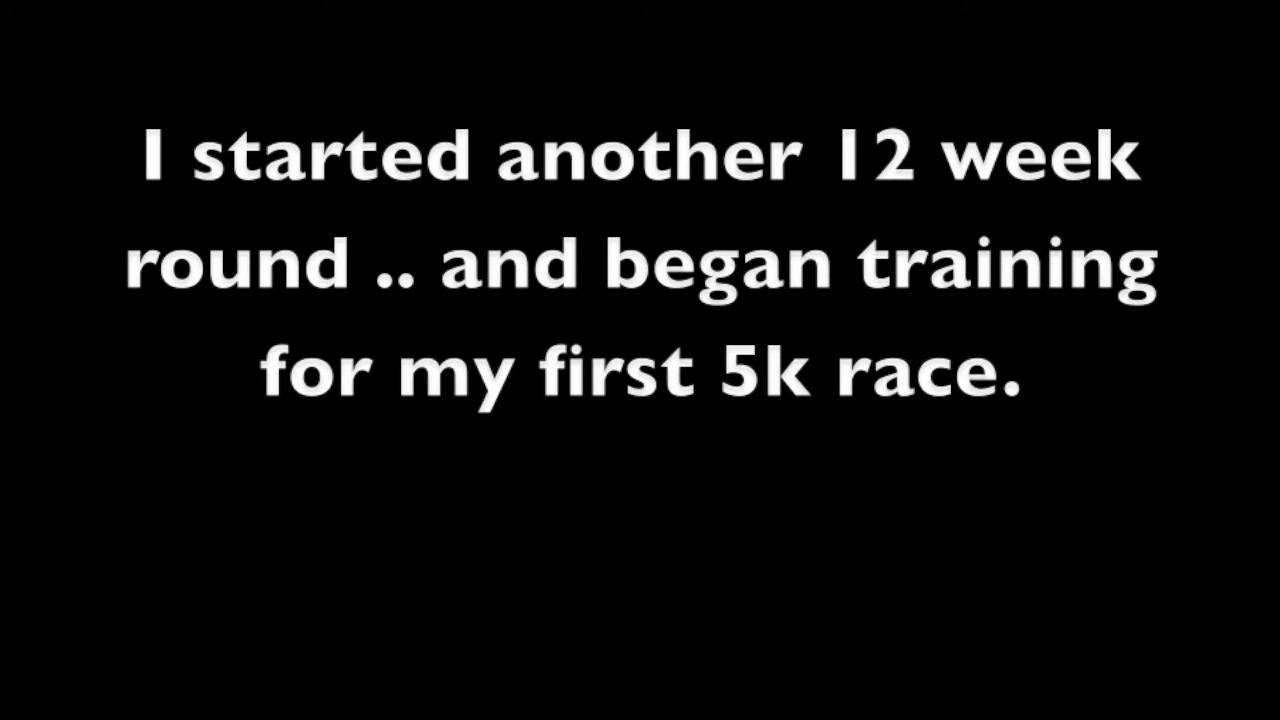 I started another 12 week
round .. and began training
for my first 5k race.